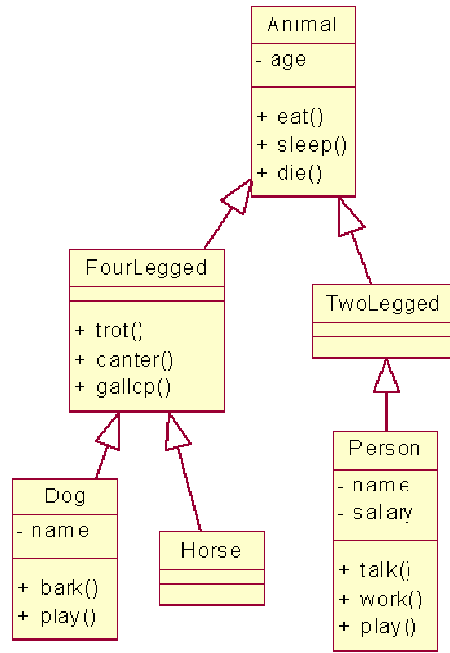 Animal
- age
+ eat()
+ sleep()
+ die()
FourLegged
+ trot()
+ canter()
+ gallop()
TwoLegged
Dog
- name
+ bark()
+ play()
Horse
Person
- name
- salary
+ talk()
+ work()
+ play()